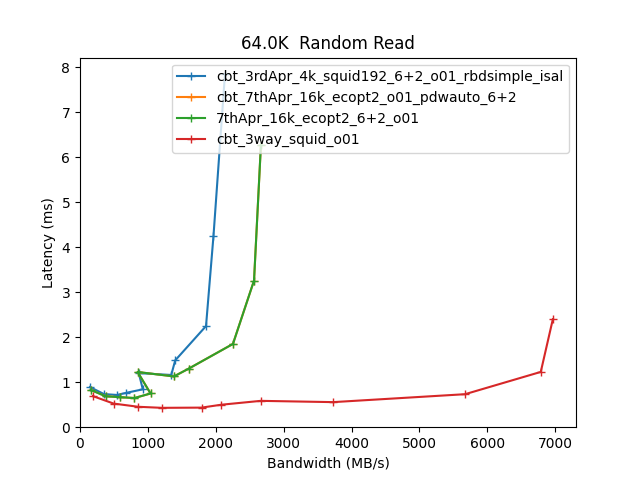 64.0K Random Read
cbt_3rdApr_4k_squid192_6+2_o01_rbdsimple_isal
cbt_7thApr_16k_ecopt2_o01_pdwauto_6+2
7thApr_16k_ecopt2_6+2_o01
cbt_3way_squid_o01
8
7
6
5
4
3
2
1
0
Latency (ms)
0 1000 2000 3000 4000 5000 6000 7000
Bandwidth (MB/s)